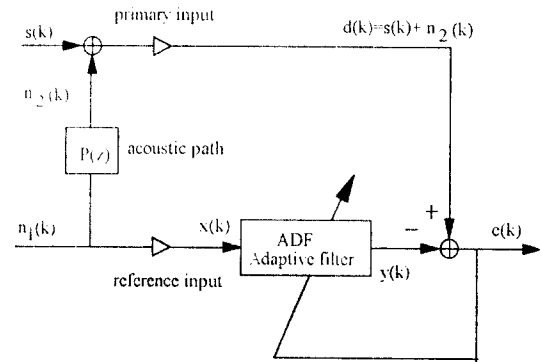 primary input
s(k)
d(k)=s(k)+ n2(k)
n2(k)
P(z)
acoustic path
n1(k)
x(k)
ADF
Adaptive filter
+
−
e(k)
reference input
y(k)